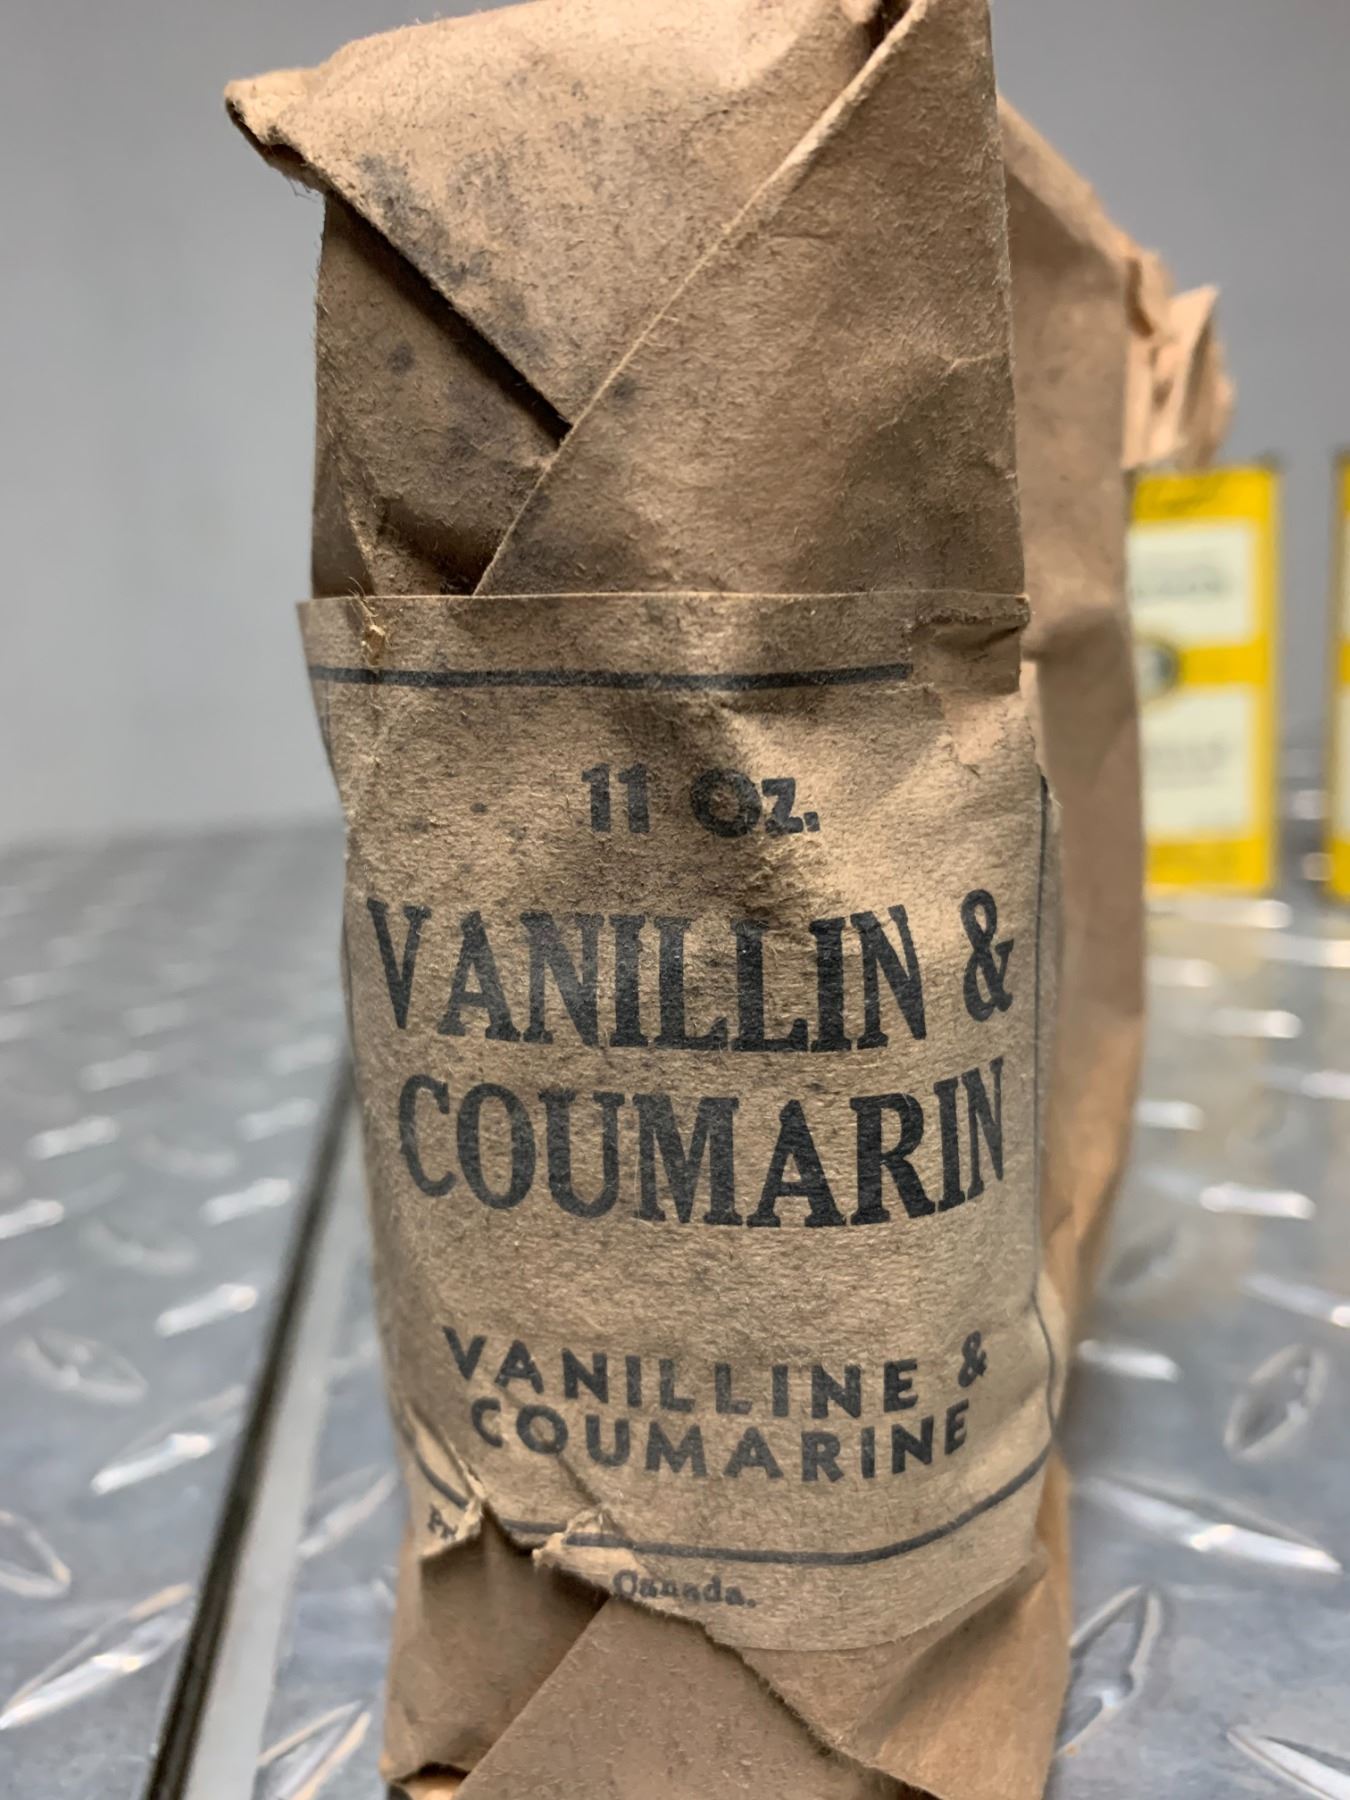 11 Oz.
VANILLIN &
COUMARIN
VANILLINE &
COUMARINE
Canada.